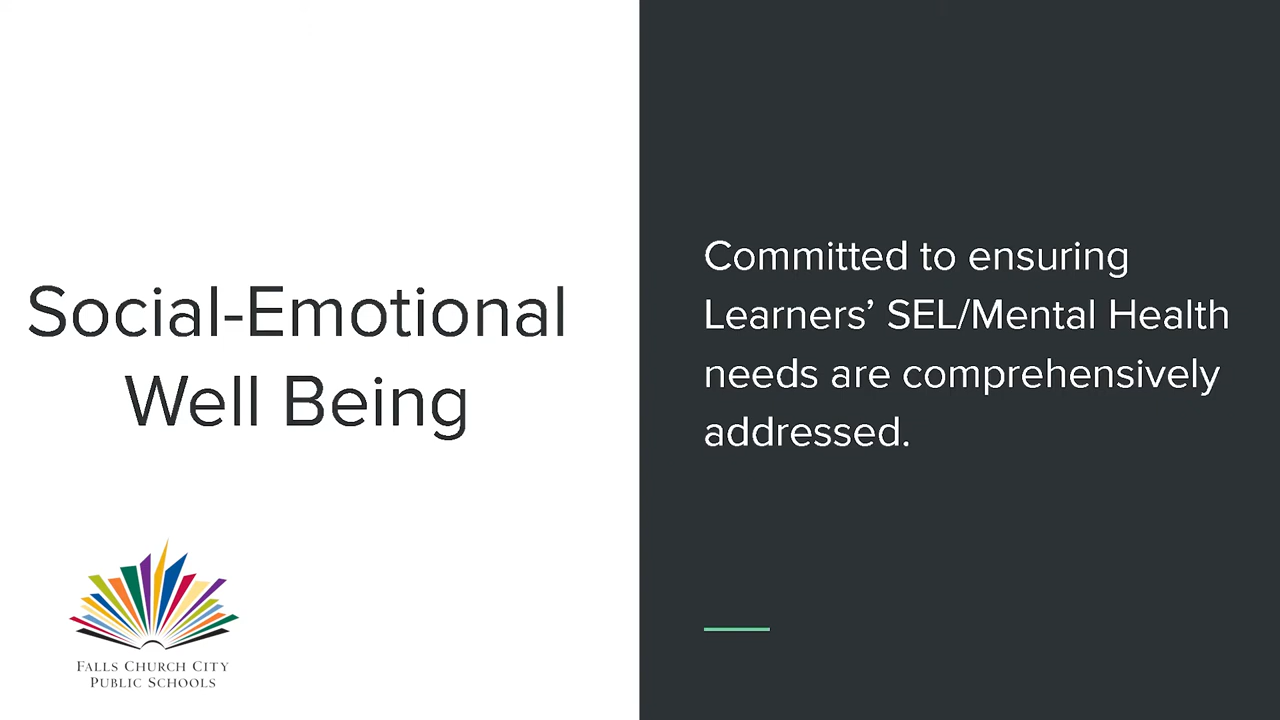 Social-Emotional
Well Being
Committed to ensuring
Learners’ SEL/Mental Health
needs are comprehensively
addressed.
Falls Church City
Public Schools